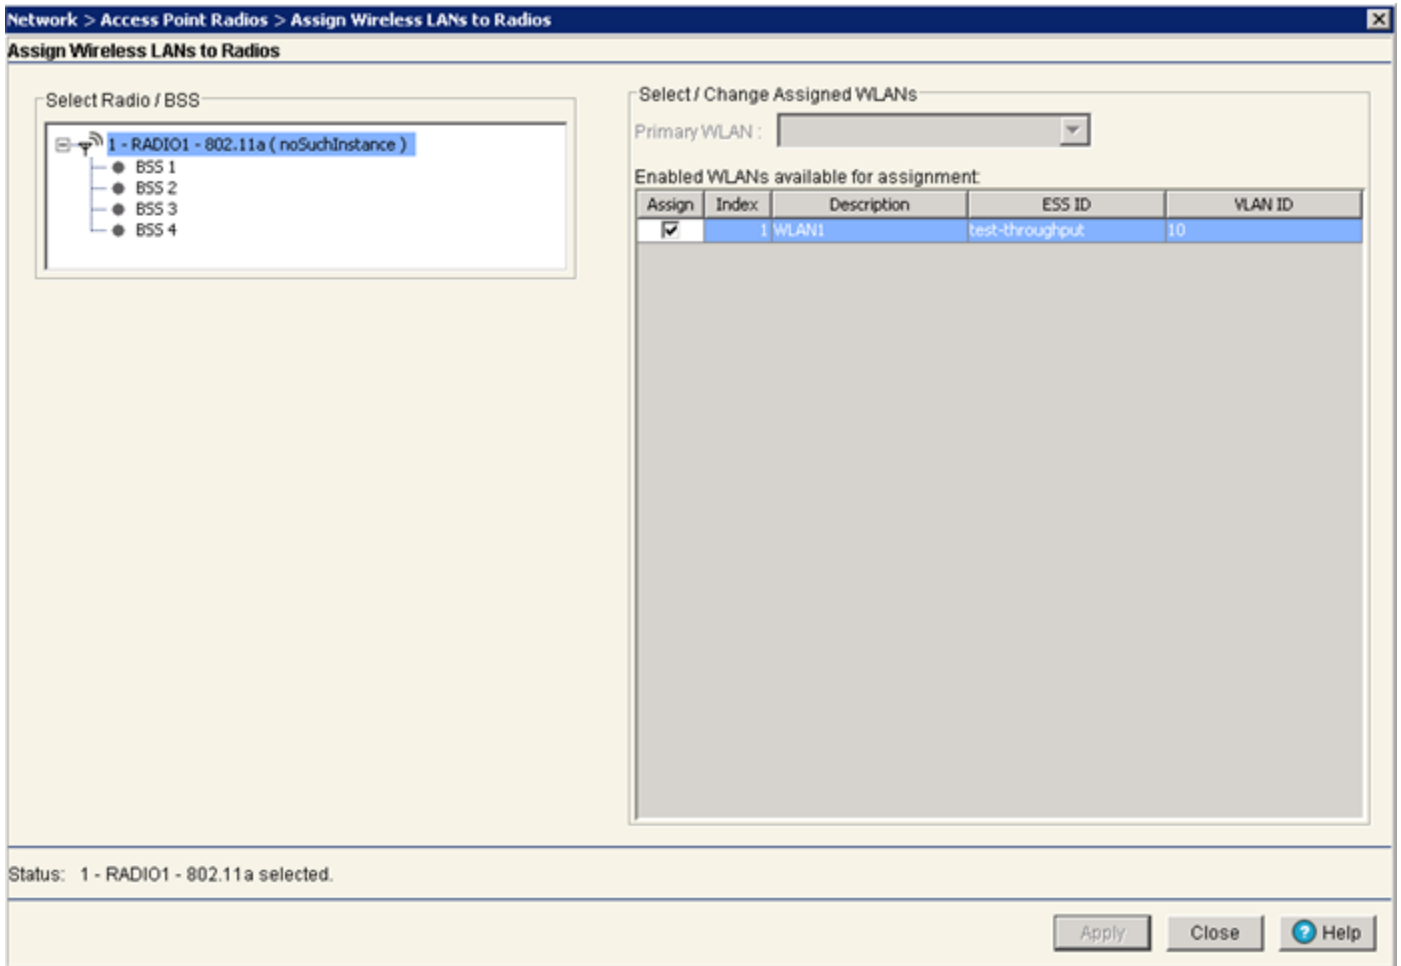 Network > Access Point Radios > Assign Wireless LANs to Radios
Assign Wireless LANs to Radios
Select Radio / BSS
1 - RADIO1 - 802.11a ( noSuchInstance )
BSS 1
BSS 2
BSS 3
BSS 4
Select / Change Assigned WLANs
Primary WLAN :
Enabled WLANs available for assignment:
Assign Index Description ESS ID VLAN ID
1 WLAN1 test-throughput 10
Status: 1 - RADIO1 - 802.11a selected.
Apply Close ? Help